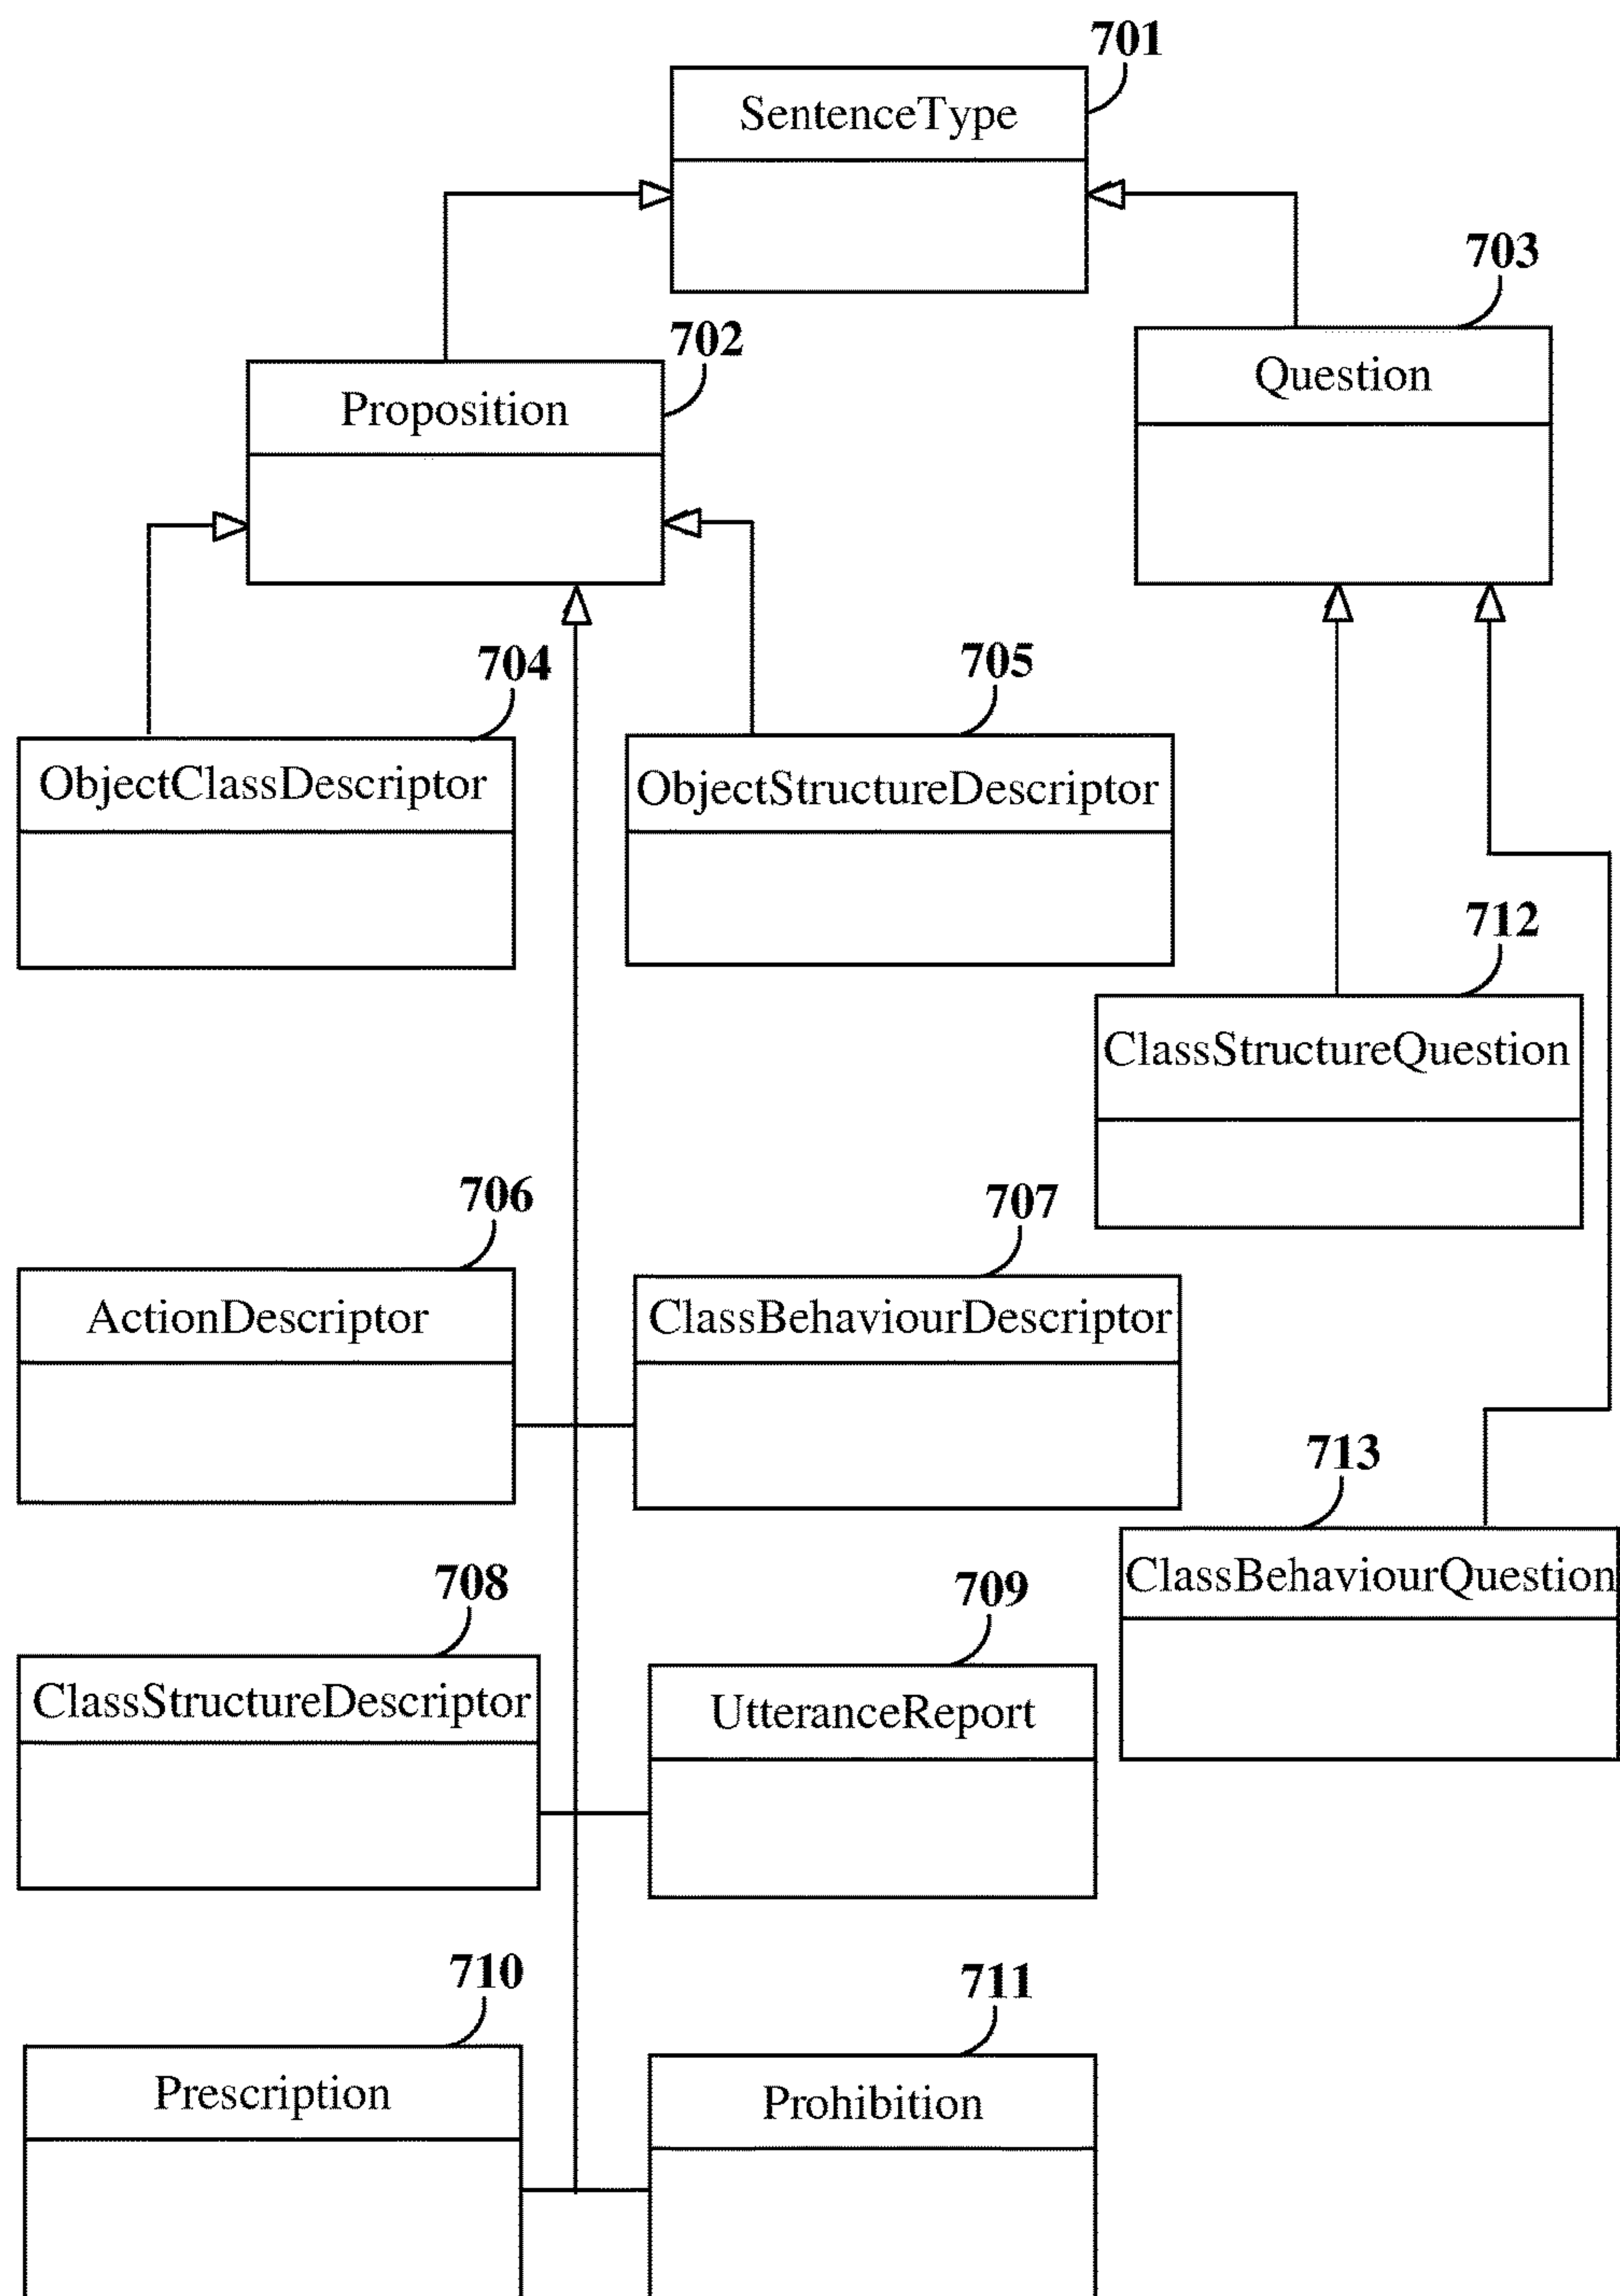 701
SentenceType
703
702
Question
Proposition
704
705
ObjectClassDescriptor
ObjectStructureDescriptor
712
ClassStructureQuestion
706
707
ActionDescriptor
ClassBehaviourDescriptor
713
ClassBehaviourQuestion
708
709
ClassStructureDescriptor
UtteranceReport
710
711
Prescription
Prohibition